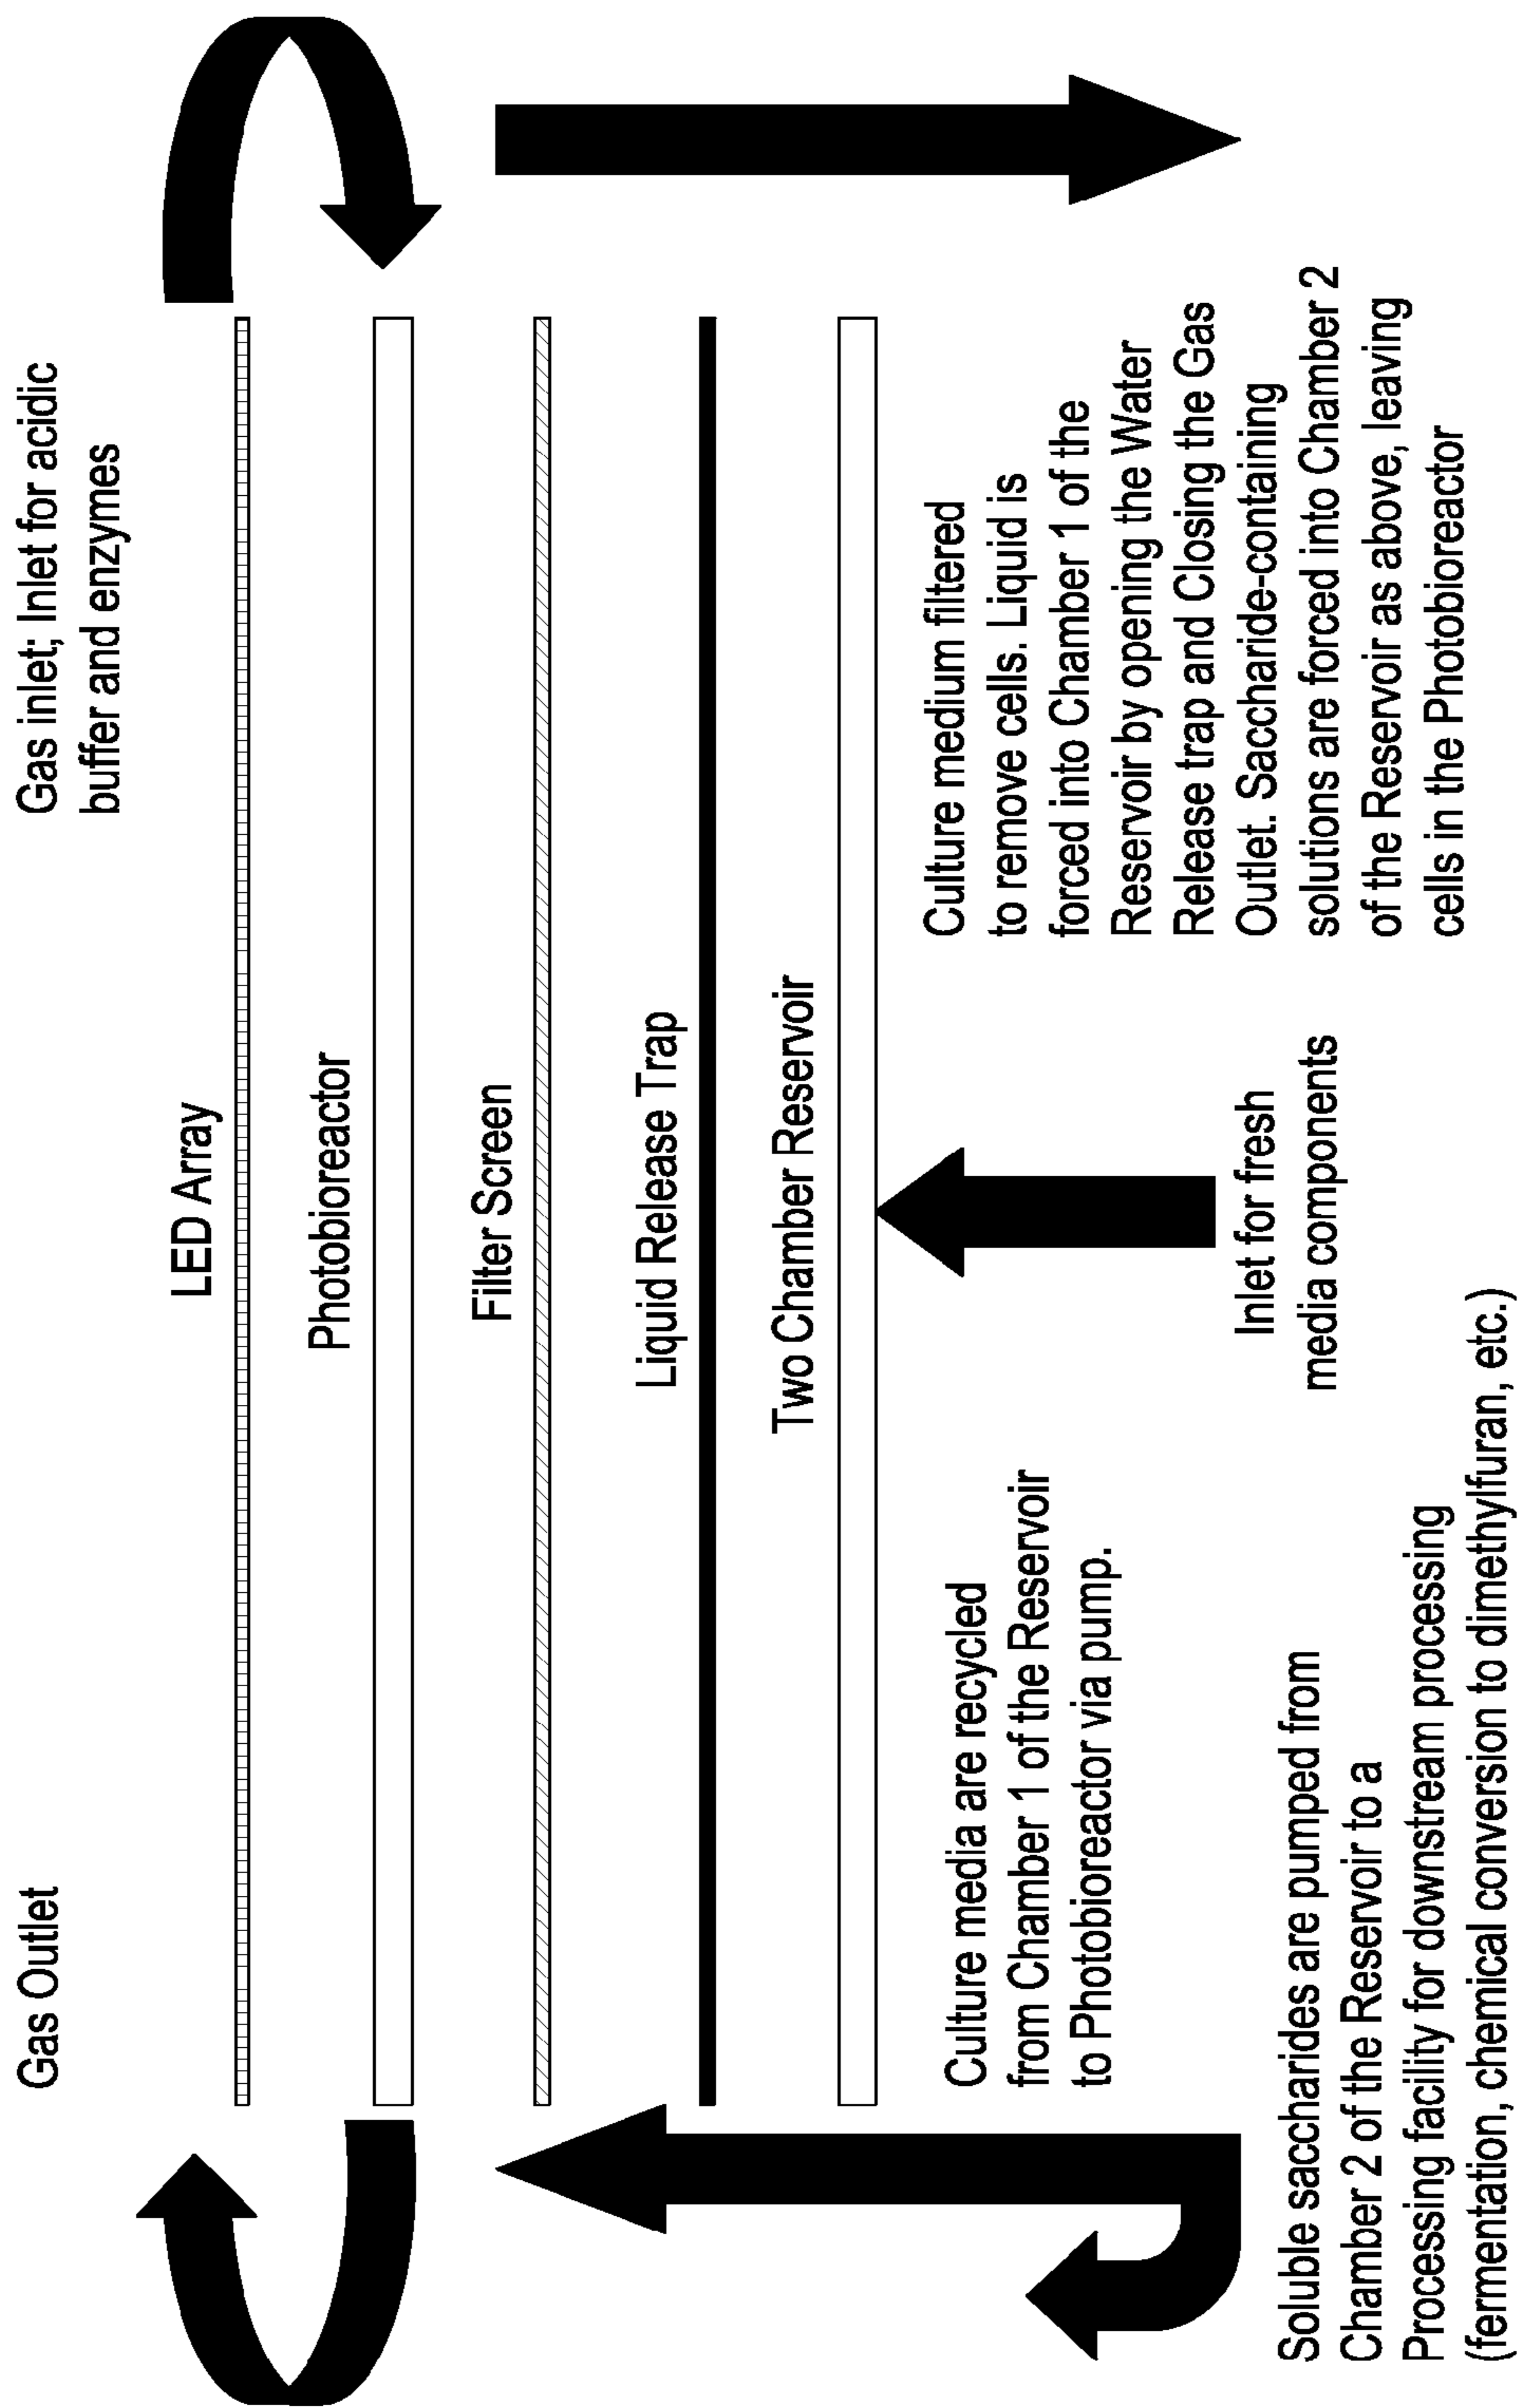 Gas Outlet
Gas inlet; Inlet for acidic
buffer and enzymes
LED Array
Photobioreactor
Filter Screen
Liquid Release Trap
Two Chamber Reservoir
Culture media are recycled
from Chamber 1 of the Reservoir
to Photobioreactor via pump.
Culture medium filtered
to remove cells. Liquid is
forced into Chamber 1 of the
Reservoir by opening the Water
Release trap and Closing the Gas
Outlet. Saccharide-containing
solutions are forced into Chamber 2
of the Reservoir as above, leaving
cells in the Photobioreactor
Inlet for fresh
media components
Soluble saccharides are pumped from
Chamber 2 of the Reservoir to a
Processing facility for downstream processing
(fermentation, chemical conversion to dimethylfuran, etc.)